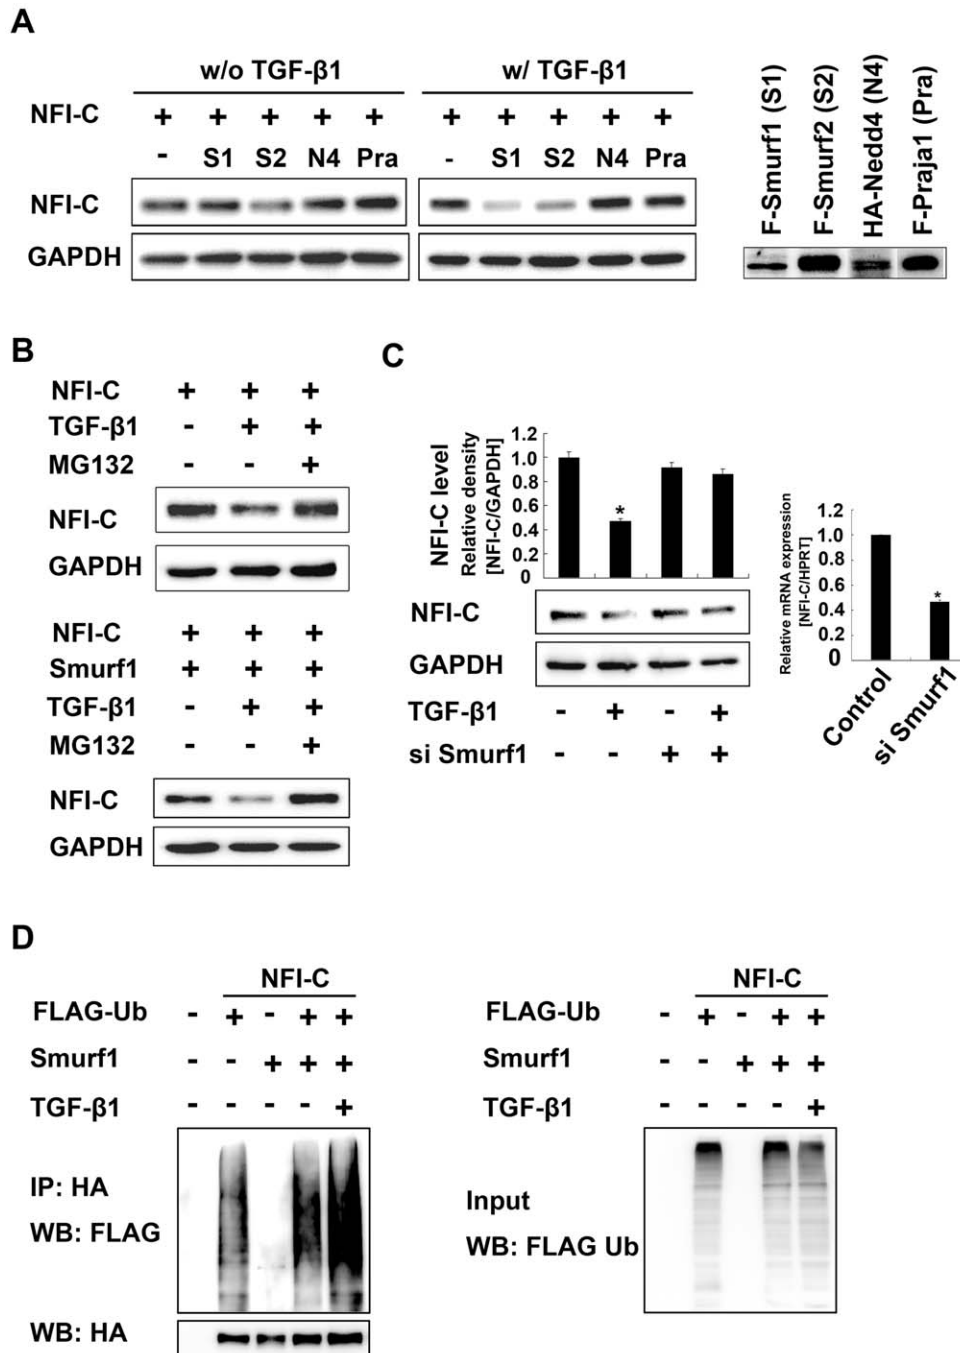 A
w/o TGF-β1
w/ TGF-β1
NFI-C + + + + + + + + + +
- S1 S2 N4 Pra - S1 S2 N4 Pra
NFI-C
GAPDH
F-Smurf1 (S1)
F-Smurf2 (S2)
HA-Nedd4 (N4)
F-Praja1 (Pra)
B
NFI-C + + +
TGF-β1 - + +
MG132 - - +
NFI-C
GAPDH
NFI-C + + +
Smurf1 + + +
TGF-β1 - + +
MG132 - - +
NFI-C
GAPDH
C
NFI-C level
Relative density
[NFI-C/GAPDH]
1.2
1.0
0.8
0.6
0.4
0.2
0
*
NFI-C
GAPDH
TGF-β1 - + - +
si Smurf1 - - + +
Relative mRNA expression
[NFI-C/HPRT]
1.2
1.0
0.8
0.6
0.4
0.2
0
*
Control
si Smurf1
D
NFI-C
FLAG-Ub - + - + +
Smurf1 - - + + +
TGF-β1 - - - - +
IP: HA
WB: FLAG
WB: HA
NFI-C
FLAG-Ub - + - + +
Smurf1 - - + + +
TGF-β1 - - - - +
Input
WB: FLAG Ub